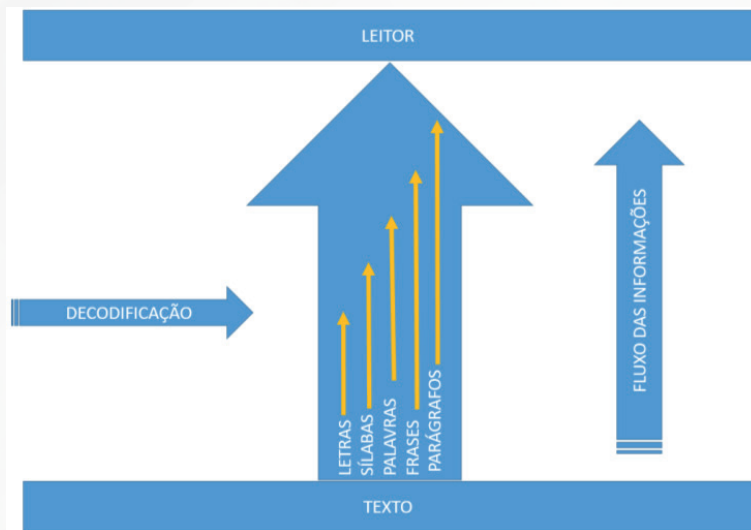 LEITOR
DECODIFICAÇÃO
LETRAS
SÍLABAS
PALAVRAS
FRASES
PARÁGRAFOS
FLUXO DAS INFORMAÇÕES
TEXTO